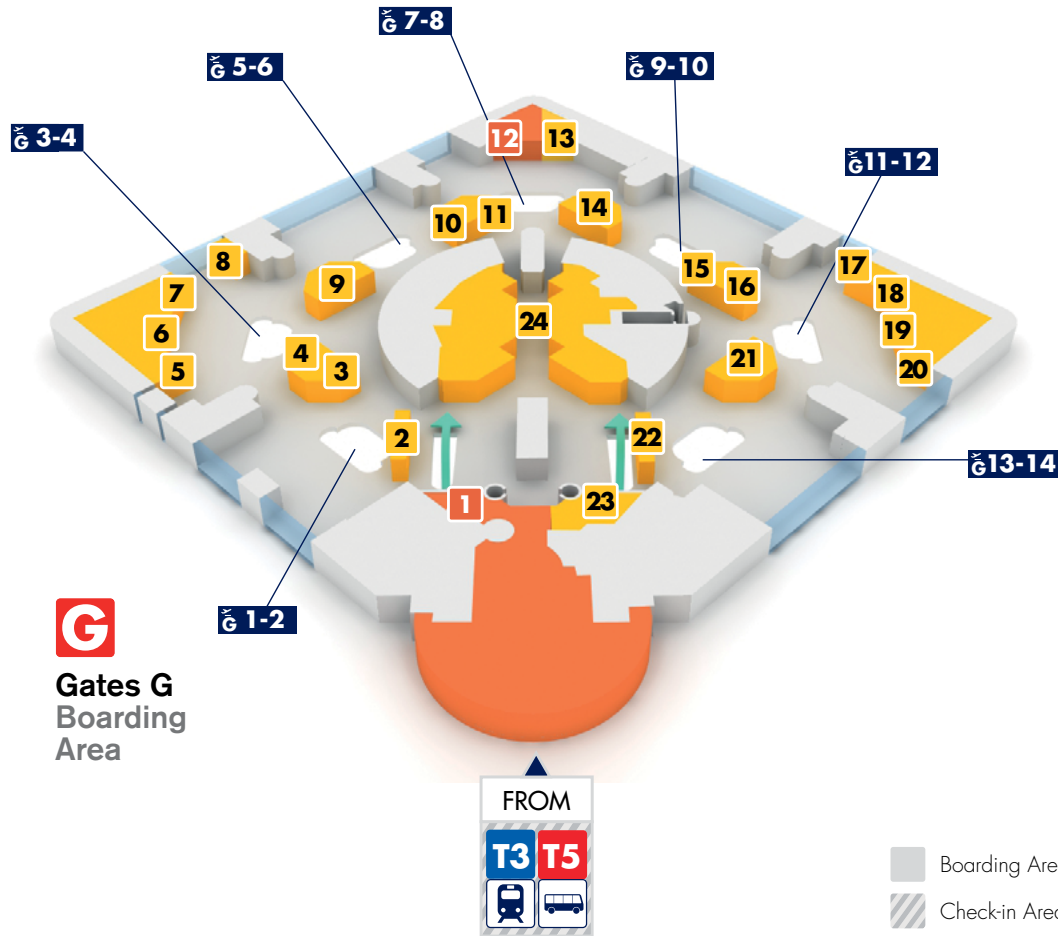 G 7-8
G 5-6
G 9-10
G 3-4
G 11-12
12 13
10 11 14
8
9
15 16
17
18
7
6
5
4 3
24
19
20
21
2
22
1
23
G 13-14
G 1-2
G
Gates G
Boarding
Area
FROM
T3 T5
Boarding Are
Check-in Area